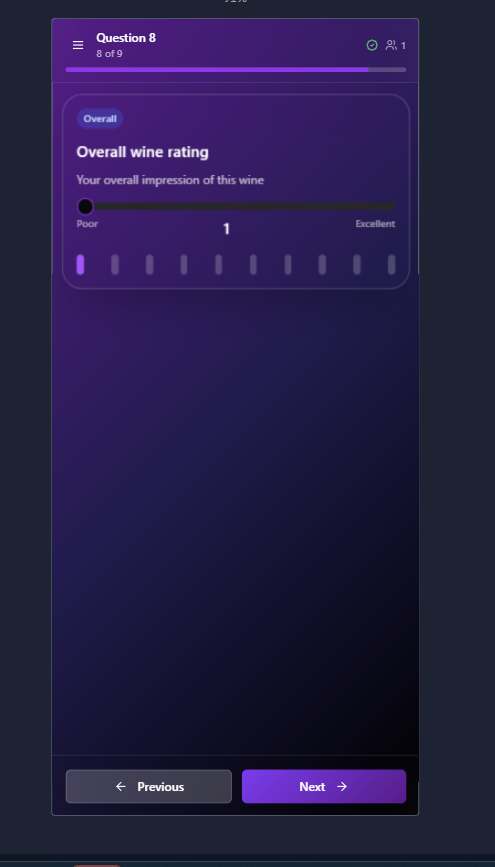 Question 8
8 of 9
1
Overall
Overall wine rating
Your overall impression of this wine
Poor
1
Excellent
Previous
Next